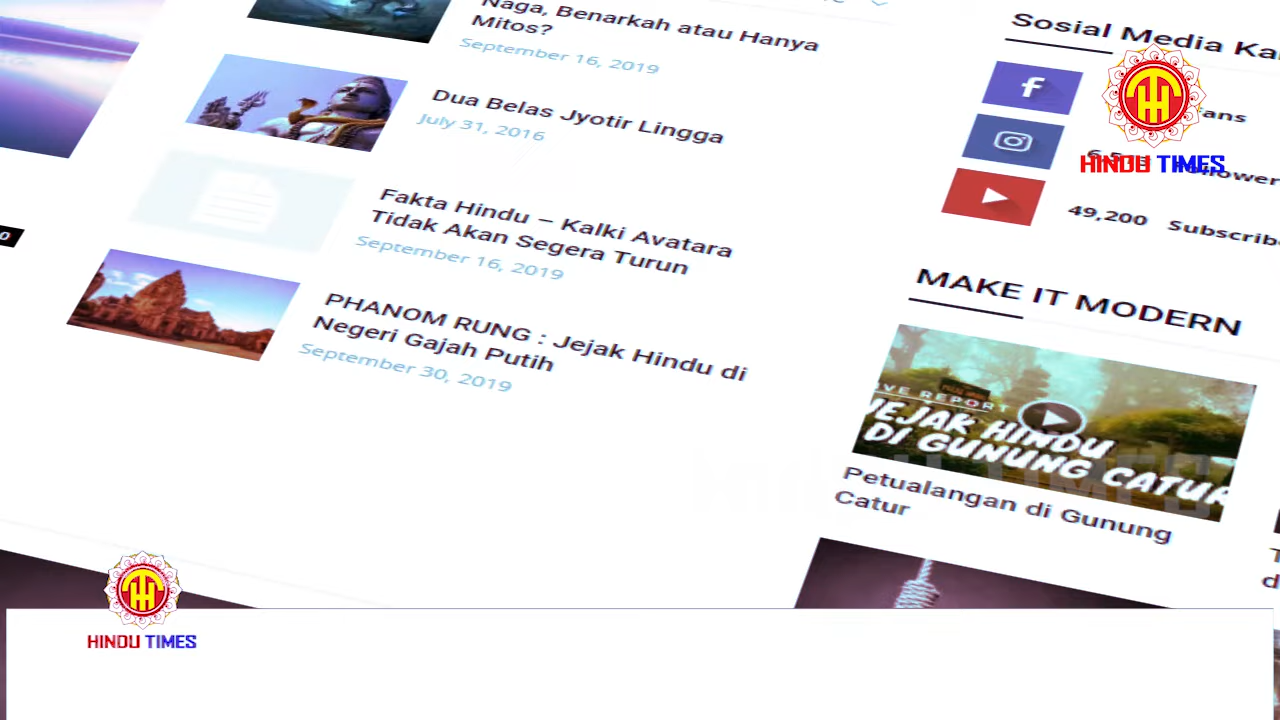 Naga, Benarkah atau Hanya
Mitos?
September 16, 2019
Dua Belas Jyotir Lingga
July 31, 2016
Fakta Hindu – Kalki Avatara
Tidak Akan Segera Turun
September 16, 2019
PHANOM RUNG : Jejak Hindu di
Negeri Gajah Putih
September 30, 2019
Sosial Media
HINDU TIMES
49,200
MAKE IT MODERN
REPORT
JEJAK HINDU
DI GUNUNG CATUR
Petualangan di Gunung
Catur
HINDU TIMES